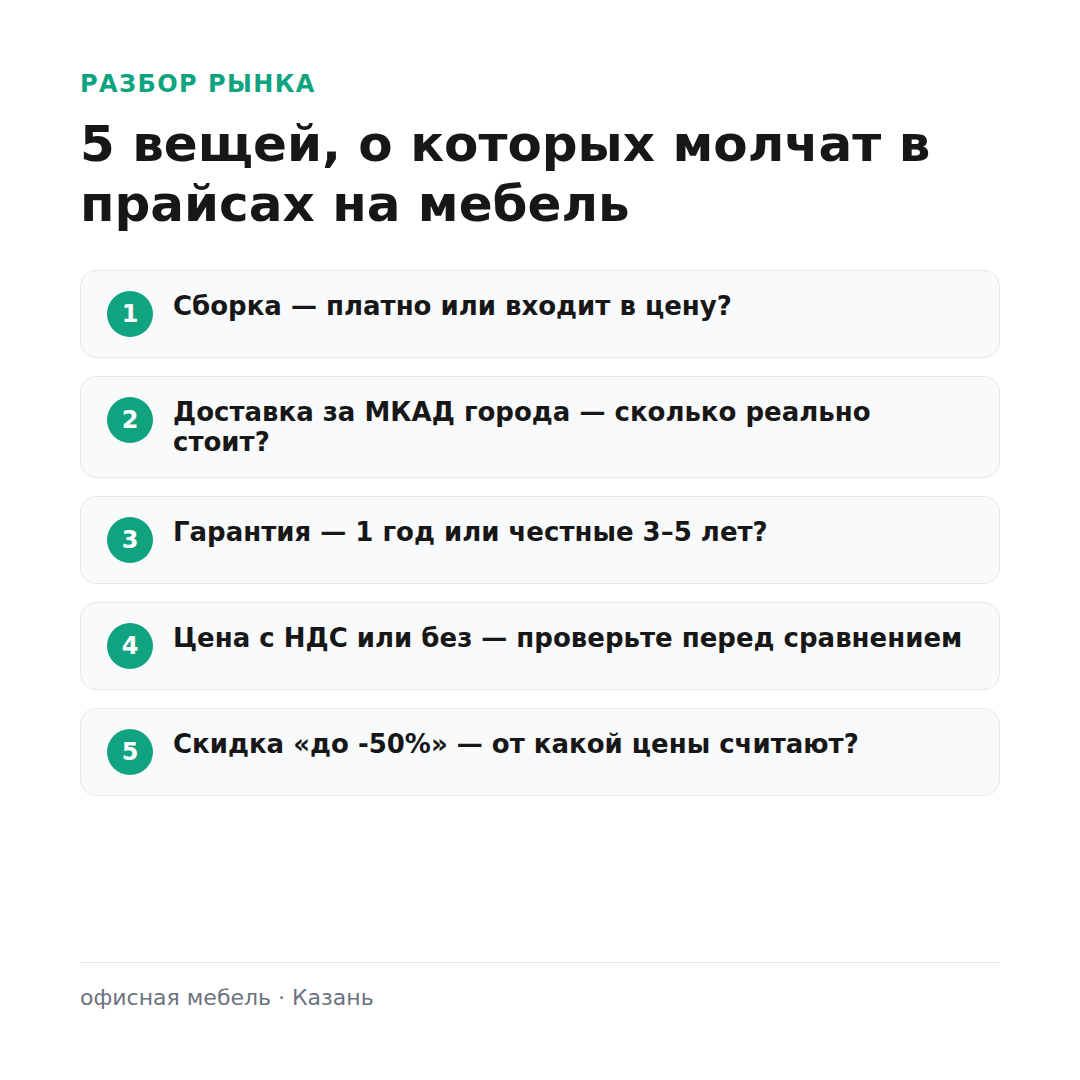 РАЗБОР РЫНКА
5 вещей, о которых молчат в
прайсах на мебель
1 Сборка — платно или входит в цену?
2 Доставка за МКАД города — сколько реально
стоит?
3 Гарантия — 1 год или честные 3–5 лет?
4 Цена с НДС или без — проверьте перед сравнением
5 Скидка «до -50%» — от какой цены считают?
офисная мебель · Казань